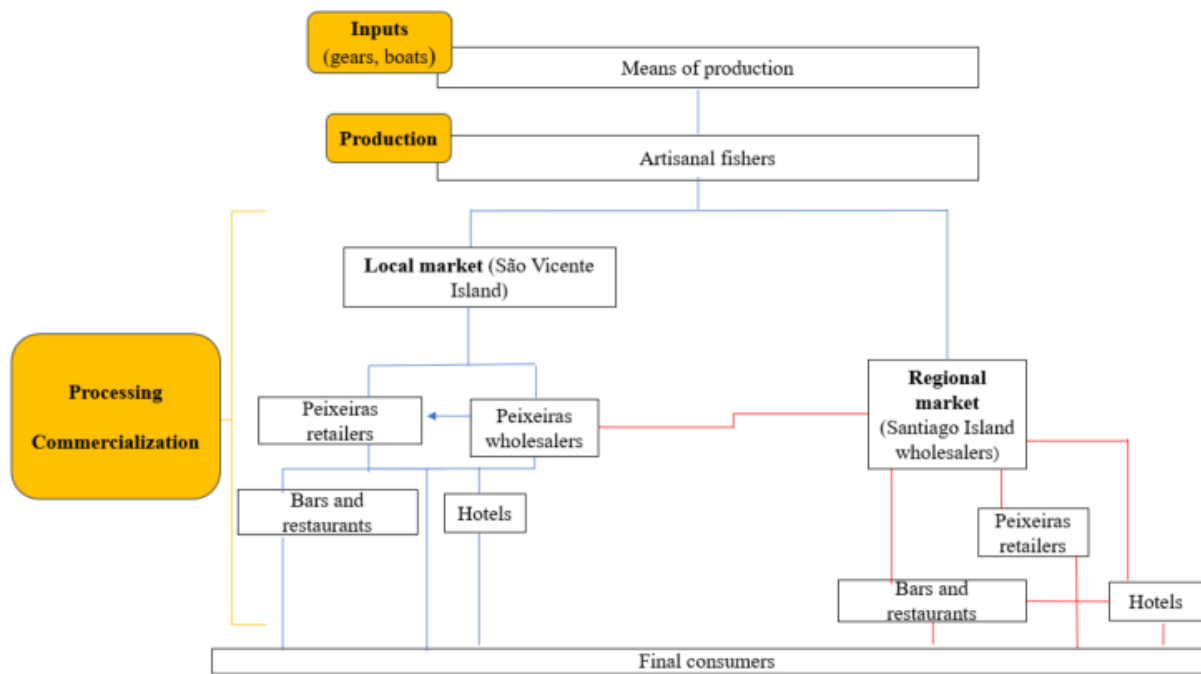 Inputs
(gears, boats)
Means of production
Production
Artisanal fishers
Local market (São Vicente
Island)
Processing
Commercialization
Peixeiras
retailers
Peixeiras
wholesalers
Regional
market
(Santiago Island
wholesalers)
Bars and
restaurants
Hotels
Peixeiras
retailers
Bars and
restaurants
Hotels
Final consumers